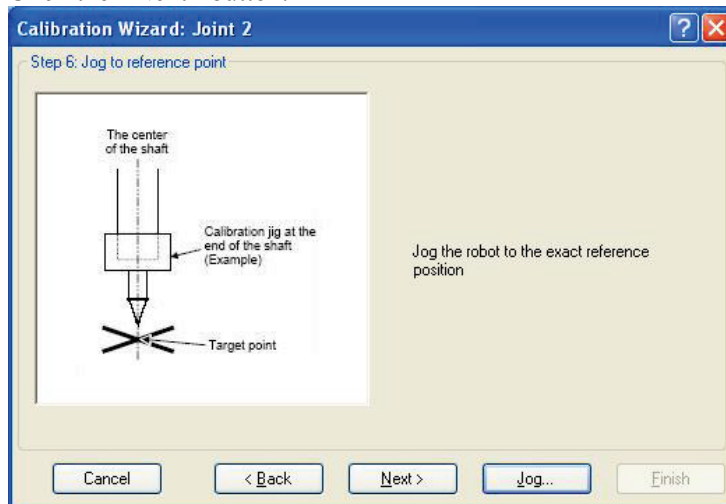 Calibration Wizard: Joint 2
Step 6: Jog to reference point
The center
of the shaft
Calibration jig at the
end of the shaft
(Example)
Target point
Jog the robot to the exact reference
position
Cancel
< Back
Next >
Jog...
Finish